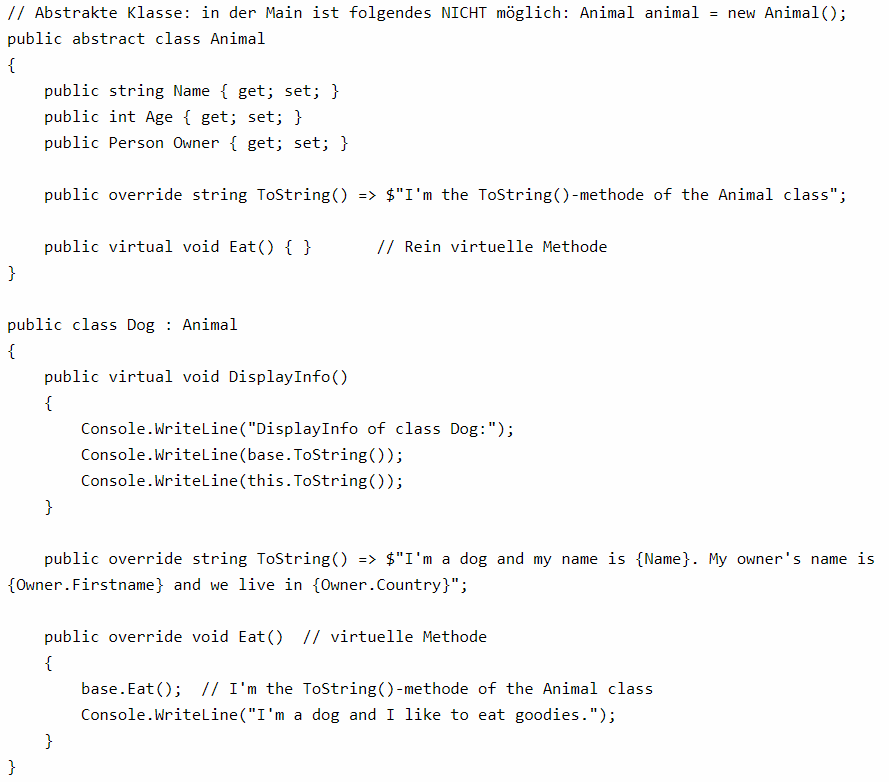 // Abstrakte Klasse: in der Main ist folgendes NICHT möglich: Animal animal = new Animal();
public abstract class Animal
{
    public string Name { get; set; }
    public int Age { get; set; }
    public Person Owner { get; set; }

    public override string ToString() => $"I'm the ToString()-methode of the Animal class";

    public virtual void Eat() { }       // Rein virtuelle Methode
}

public class Dog : Animal
{
    public virtual void DisplayInfo()
    {
        Console.WriteLine("DisplayInfo of class Dog:");
        Console.WriteLine(base.ToString());
        Console.WriteLine(this.ToString());
    }

    public override string ToString() => $"I'm a dog and my name is {Name}. My owner's name is
{Owner.Firstname} and we live in {Owner.Country}";

    public override void Eat()  // virtuelle Methode
    {
        base.Eat();  // I'm the ToString()-methode of the Animal class
        Console.WriteLine("I'm a dog and I like to eat goodies.");
    }
}